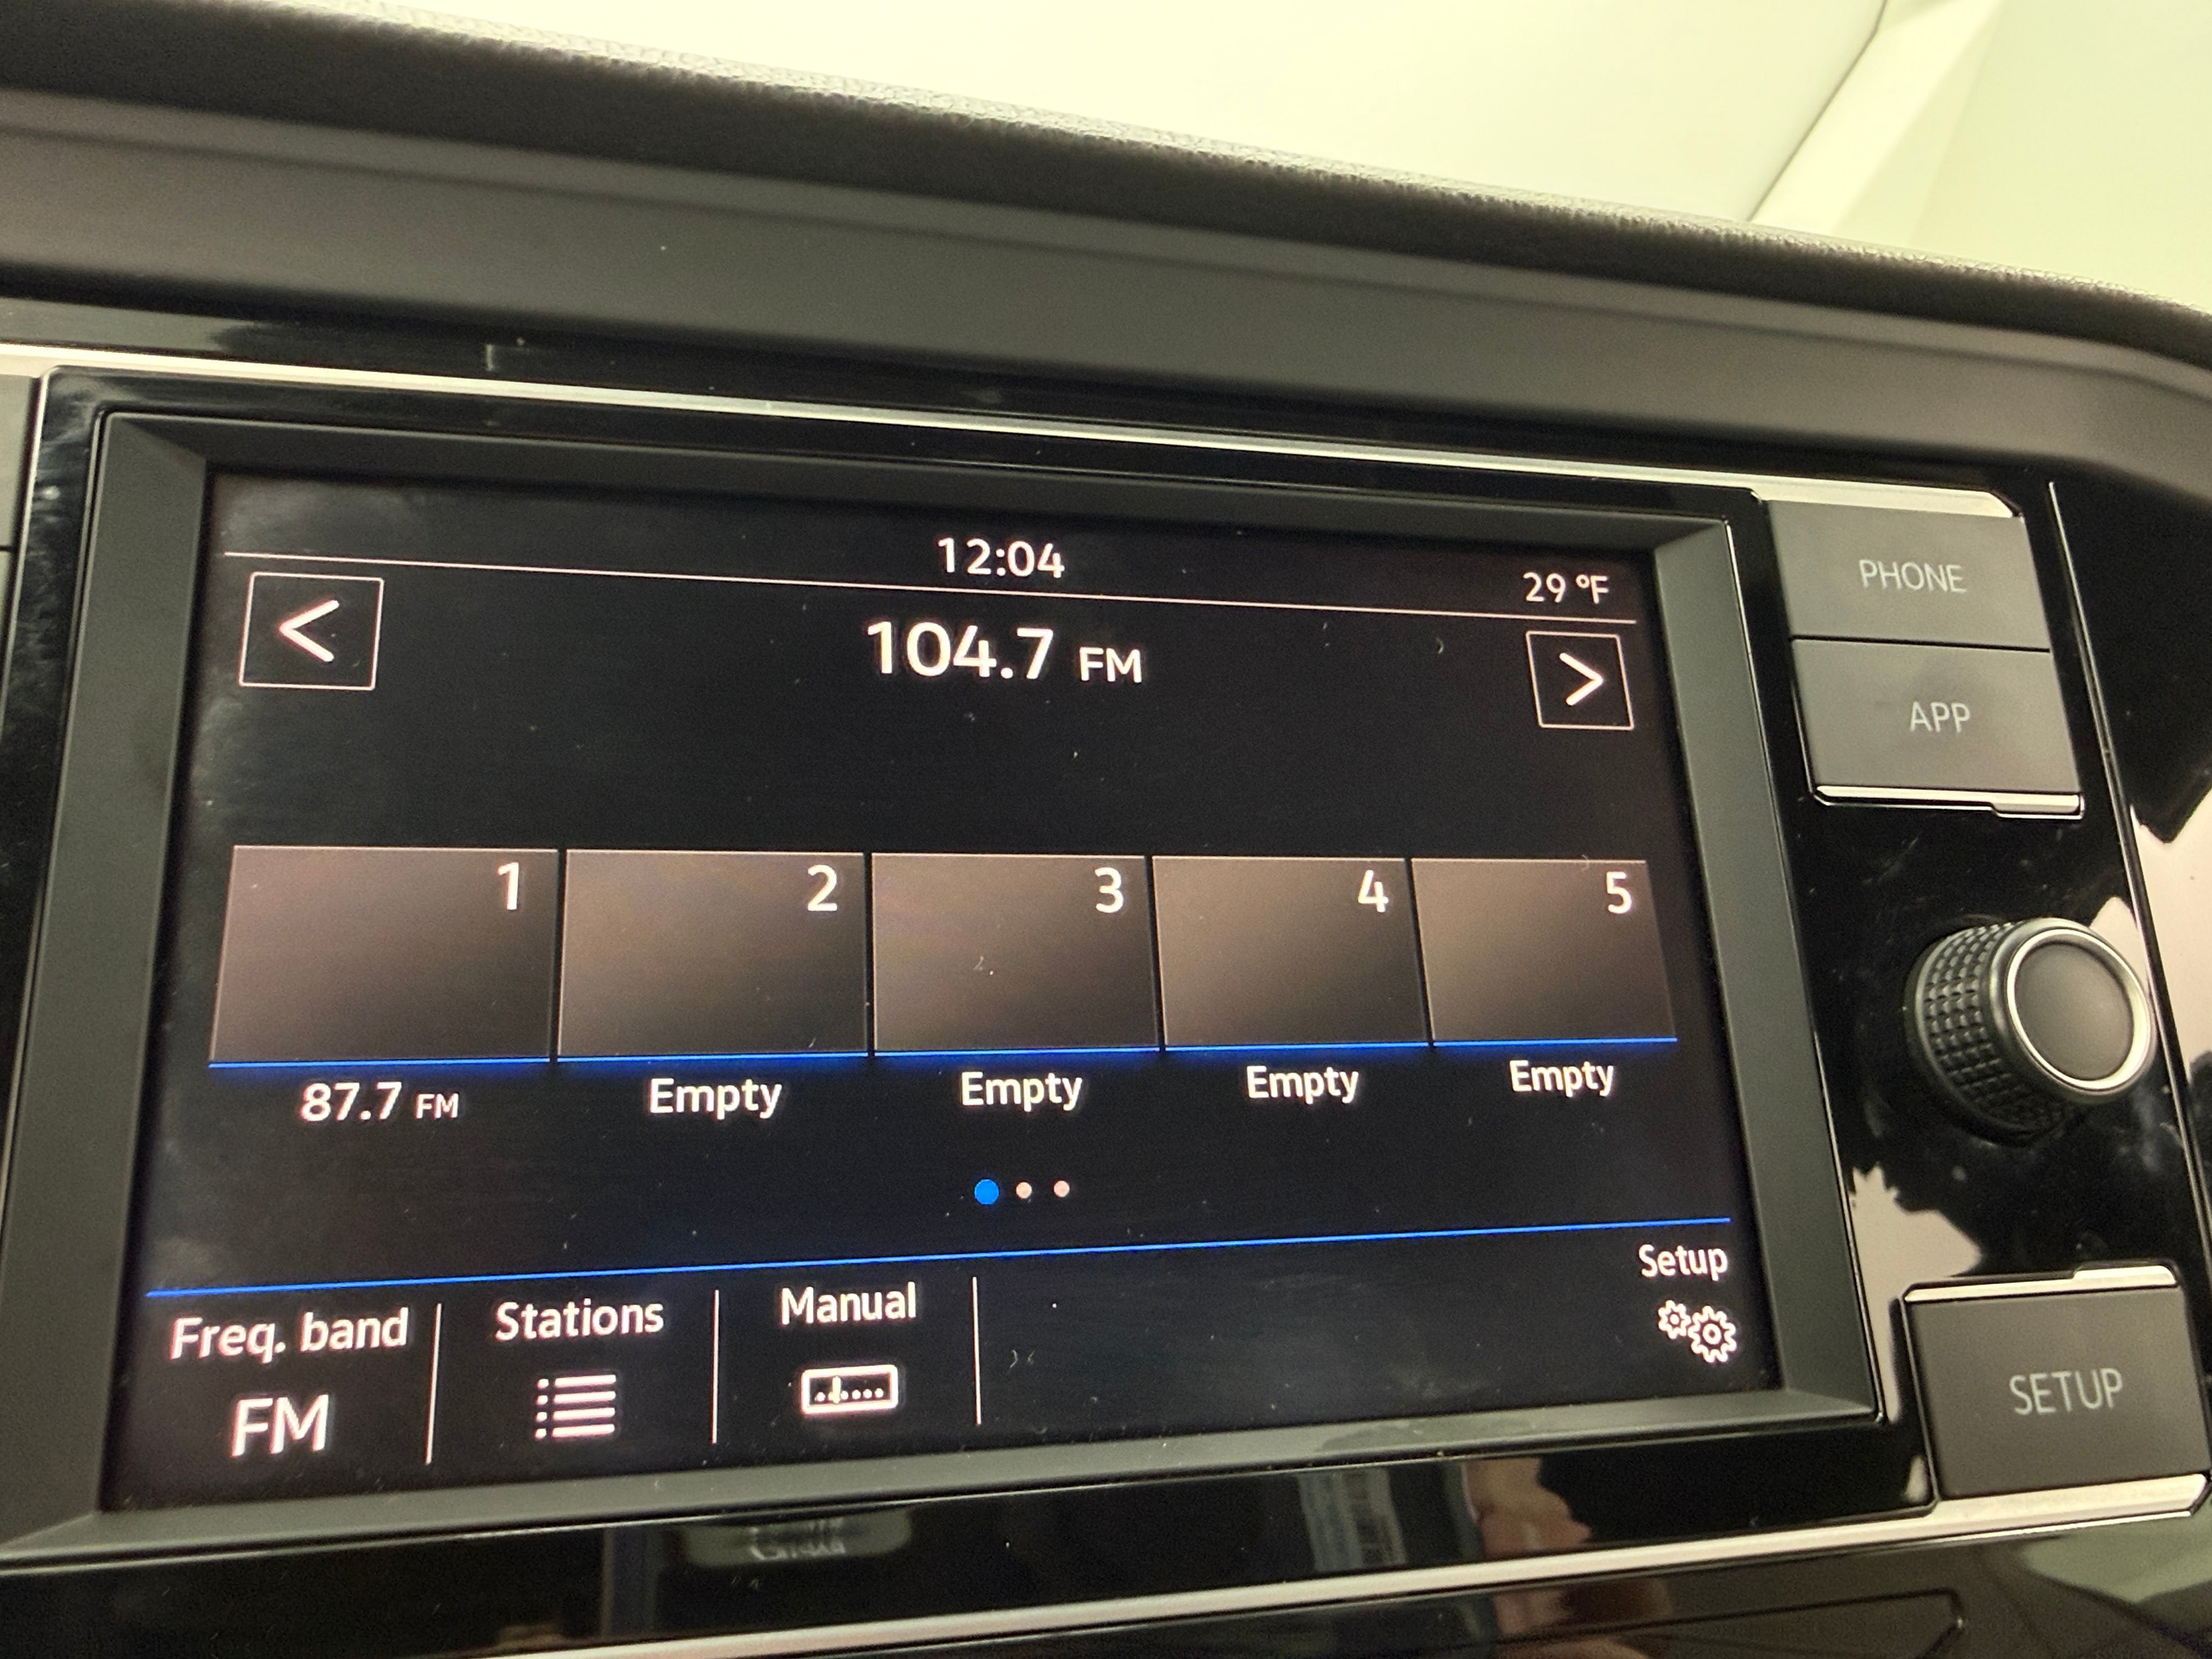 12:04
29 °F
104.7 FM
<
>
PHONE
APP
1 2 3 4 5
87.7 FM Empty Empty Empty Empty
Freq. band Stations Manual Setup
FM
SETUP